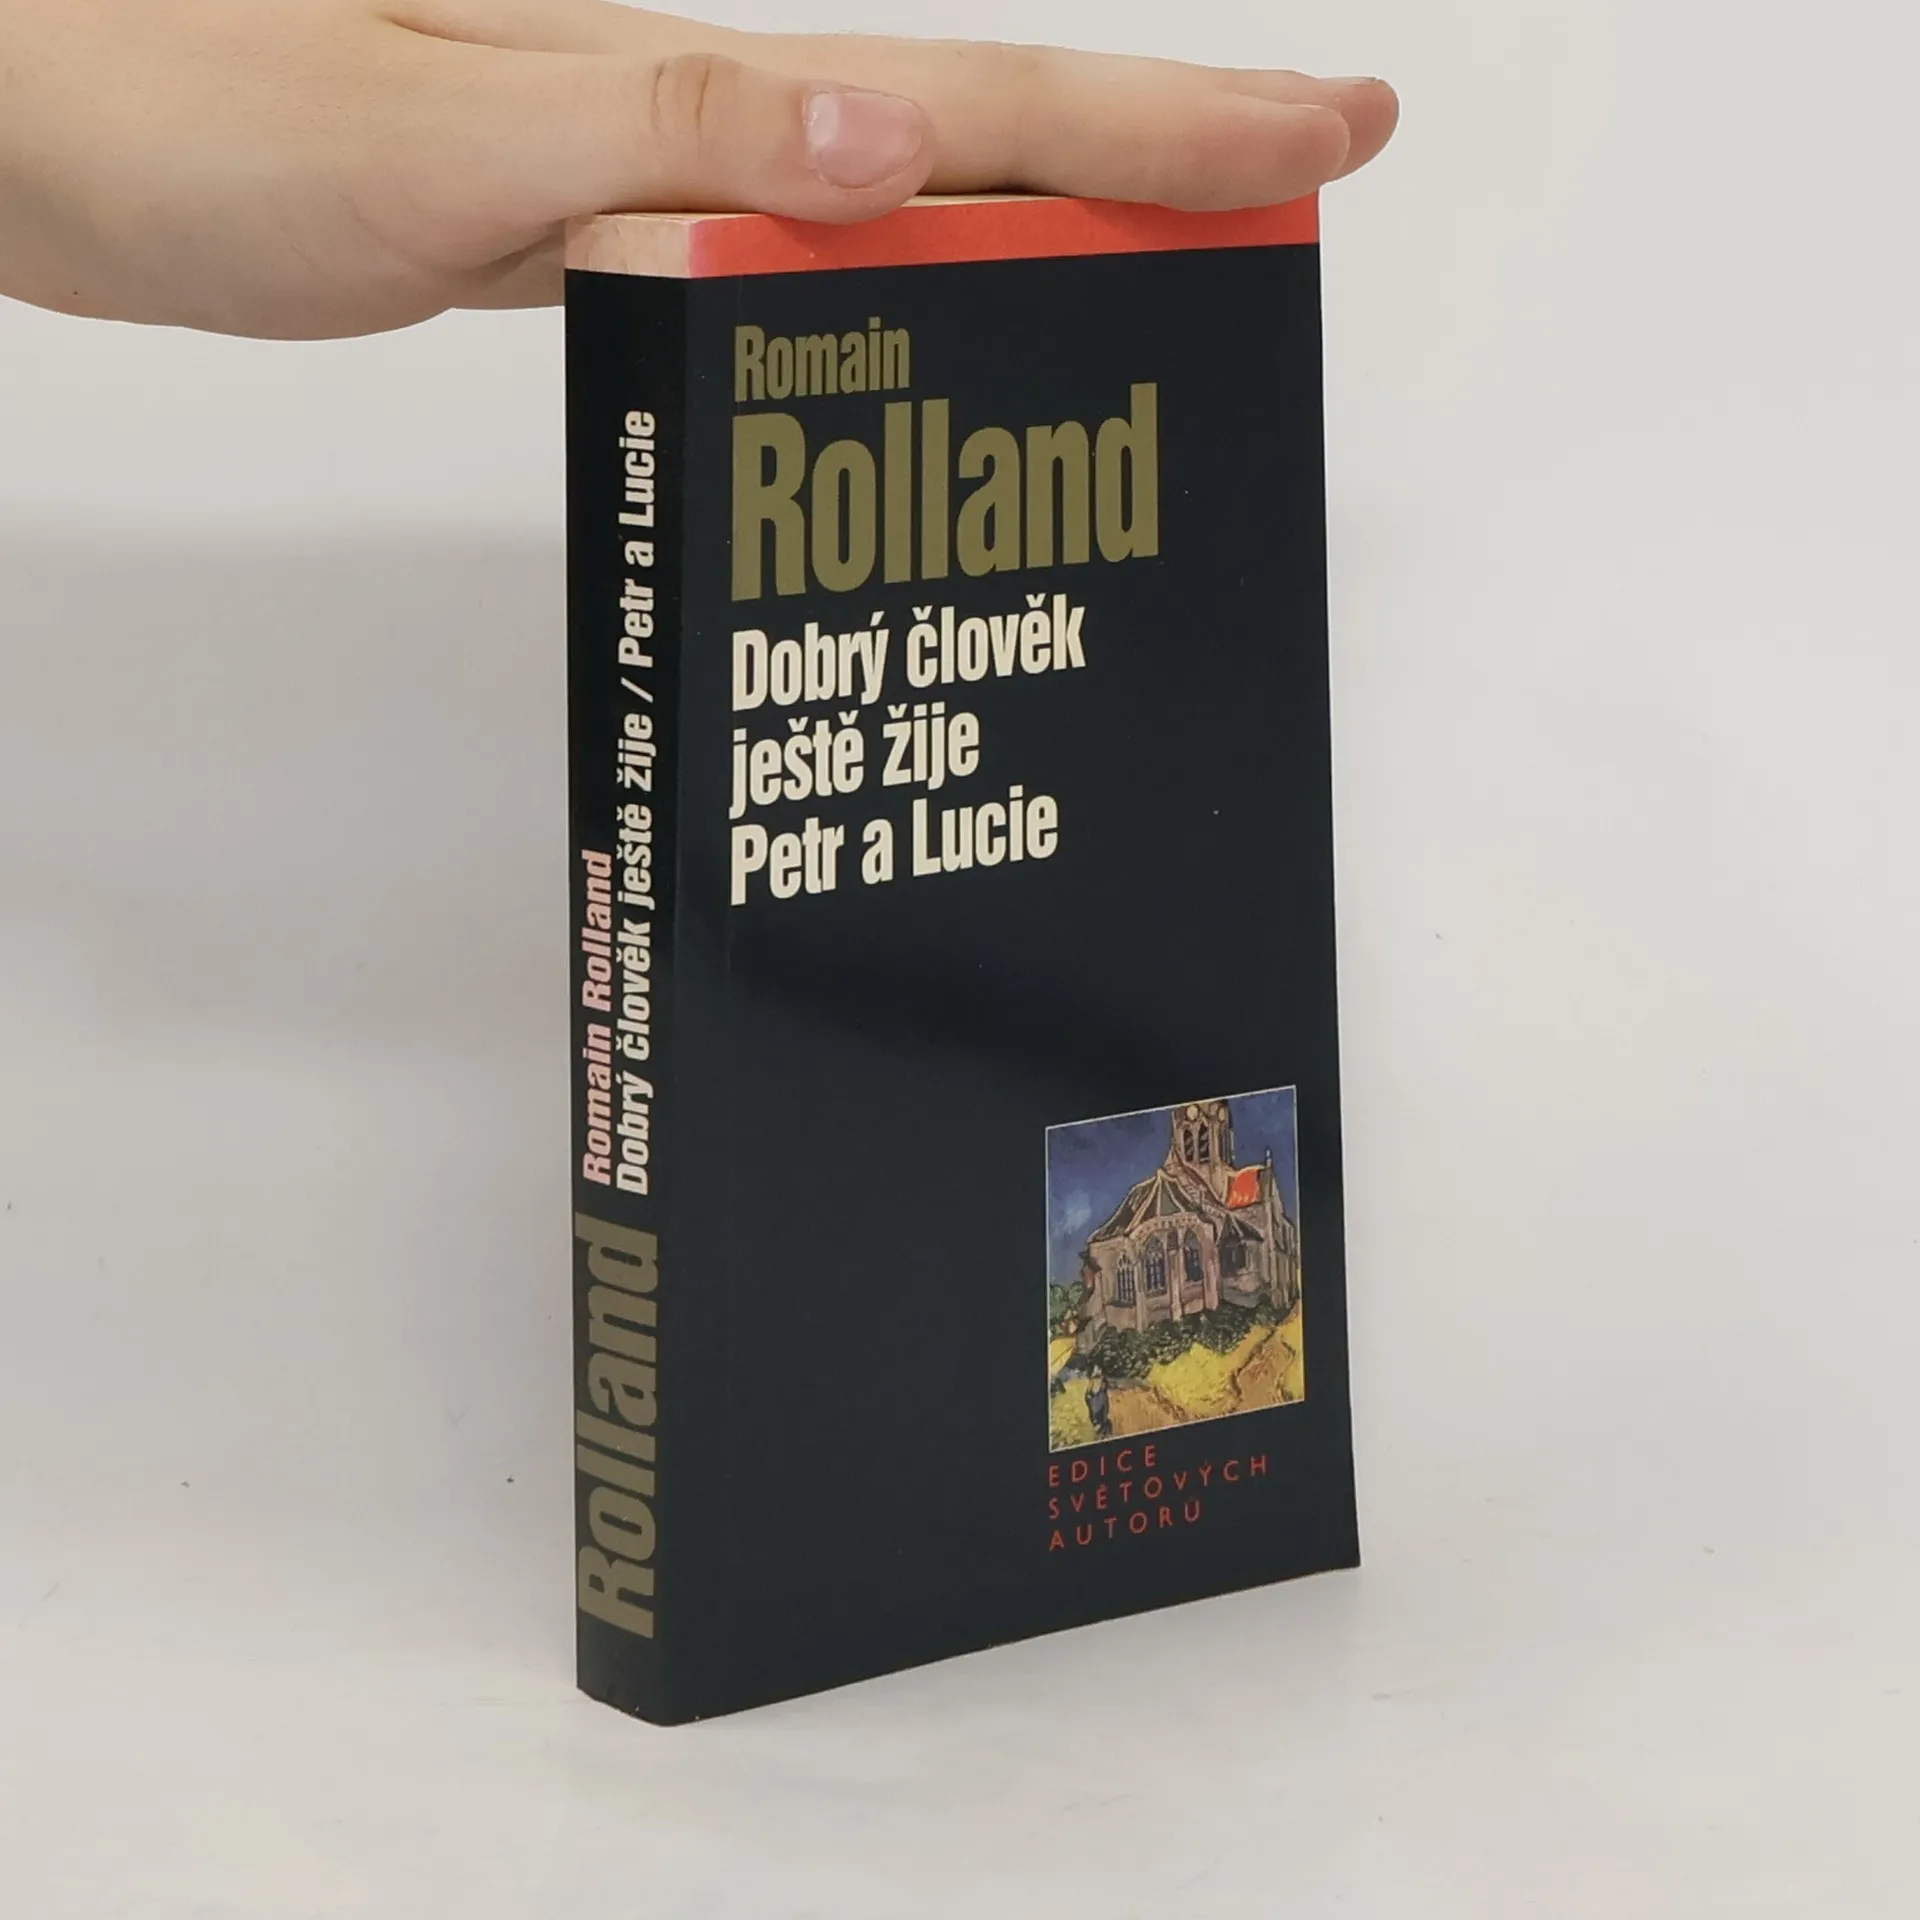 Romain
Rolland
Dobrý člověk
ještě žije
Petr a Lucie
EDICE
SVĚTOVÝCH
AUTORŮ
Rolland
Romain Rolland
Dobrý člověk ještě žije / Petr a Lucie